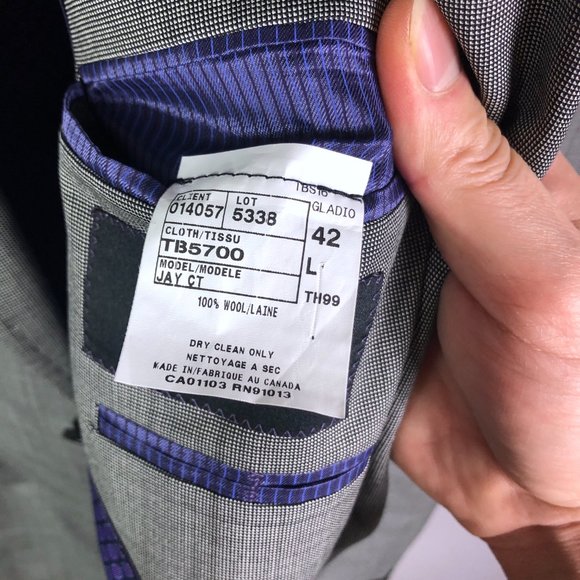 TBS16
CLIENT LOT GLADIO
014057 5338 42
CLOTH/TISSU
TB5700 L
MODEL/MODELE
JAY CT TH99
100% WOOL/LAINE
DRY CLEAN ONLY
NETTOYAGE A SEC
MADE IN/FABRIQUE AU CANADA
CA01103 RN91013